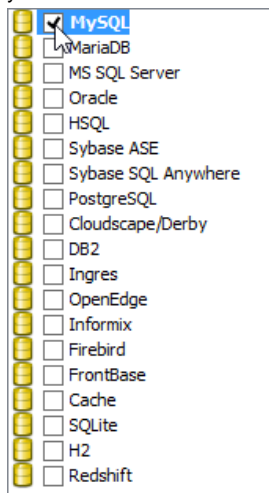 MySQL
MariaDB
MS SQL Server
Oracle
HSQL
Sybase ASE
Sybase SQL Anywhere
PostgreSQL
Cloudscape/Derby
DB2
Ingres
OpenEdge
Informix
Firebird
FrontBase
Cache
SQLite
H2
Redshift